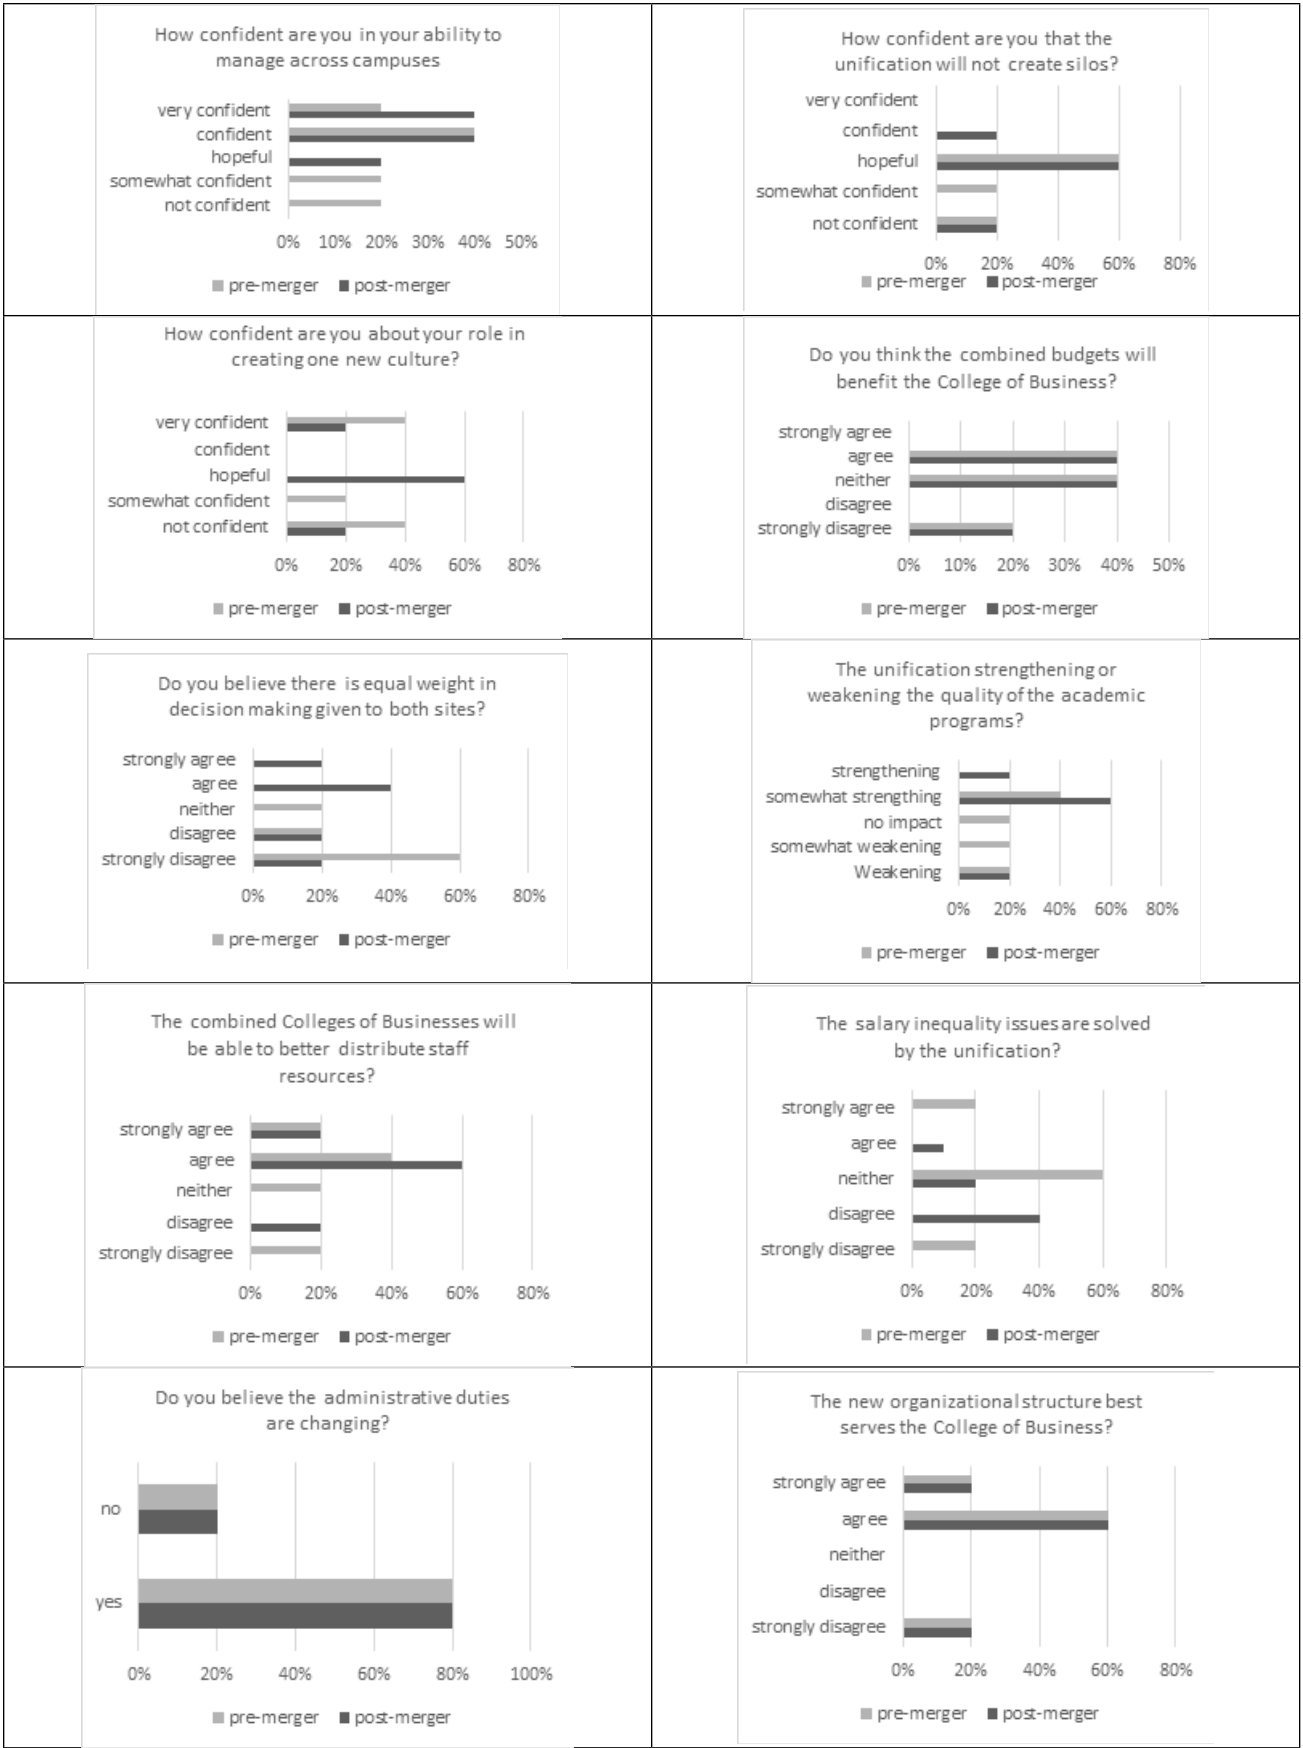 How confident are you in your ability to
manage across campuses
very confident
confident
hopeful
somewhat confident
not confident
0% 10% 20% 30% 40% 50%
pre-merger post-merger
How confident are you that the
unification will not create silos?
very confident
confident
hopeful
somewhat confident
not confident
0% 20% 40% 60% 80%
pre-merger post-merger
How confident are you about your role in
creating one new culture?
very confident
confident
hopeful
somewhat confident
not confident
0% 20% 40% 60% 80%
pre-merger post-merger
Do you think the combined budgets will
benefit the College of Business?
strongly agree
agree
neither
disagree
strongly disagree
0% 10% 20% 30% 40% 50%
pre-merger post-merger
Do you believe there is equal weight in
decision making given to both sites?
strongly agree
agree
neither
disagree
strongly disagree
0% 20% 40% 60% 80%
pre-merger post-merger
The unification strengthening or
weakening the quality of the academic
programs?
strengthening
somewhat strengthing
no impact
somewhat weakening
Weakening
0% 20% 40% 60% 80%
pre-merger post-merger
The combined Colleges of Businesses will
be able to better distribute staff
resources?
strongly agree
agree
neither
disagree
strongly disagree
0% 20% 40% 60% 80%
pre-merger post-merger
The salary inequality issues are solved
by the unification?
strongly agree
agree
neither
disagree
strongly disagree
0% 20% 40% 60% 80%
pre-merger post-merger
Do you believe the administrative duties
are changing?
no
yes
0% 20% 40% 60% 80% 100%
pre-merger post-merger
The new organizational structure best
serves the College of Business?
strongly agree
agree
neither
disagree
strongly disagree
0% 20% 40% 60% 80%
pre-merger post-merger